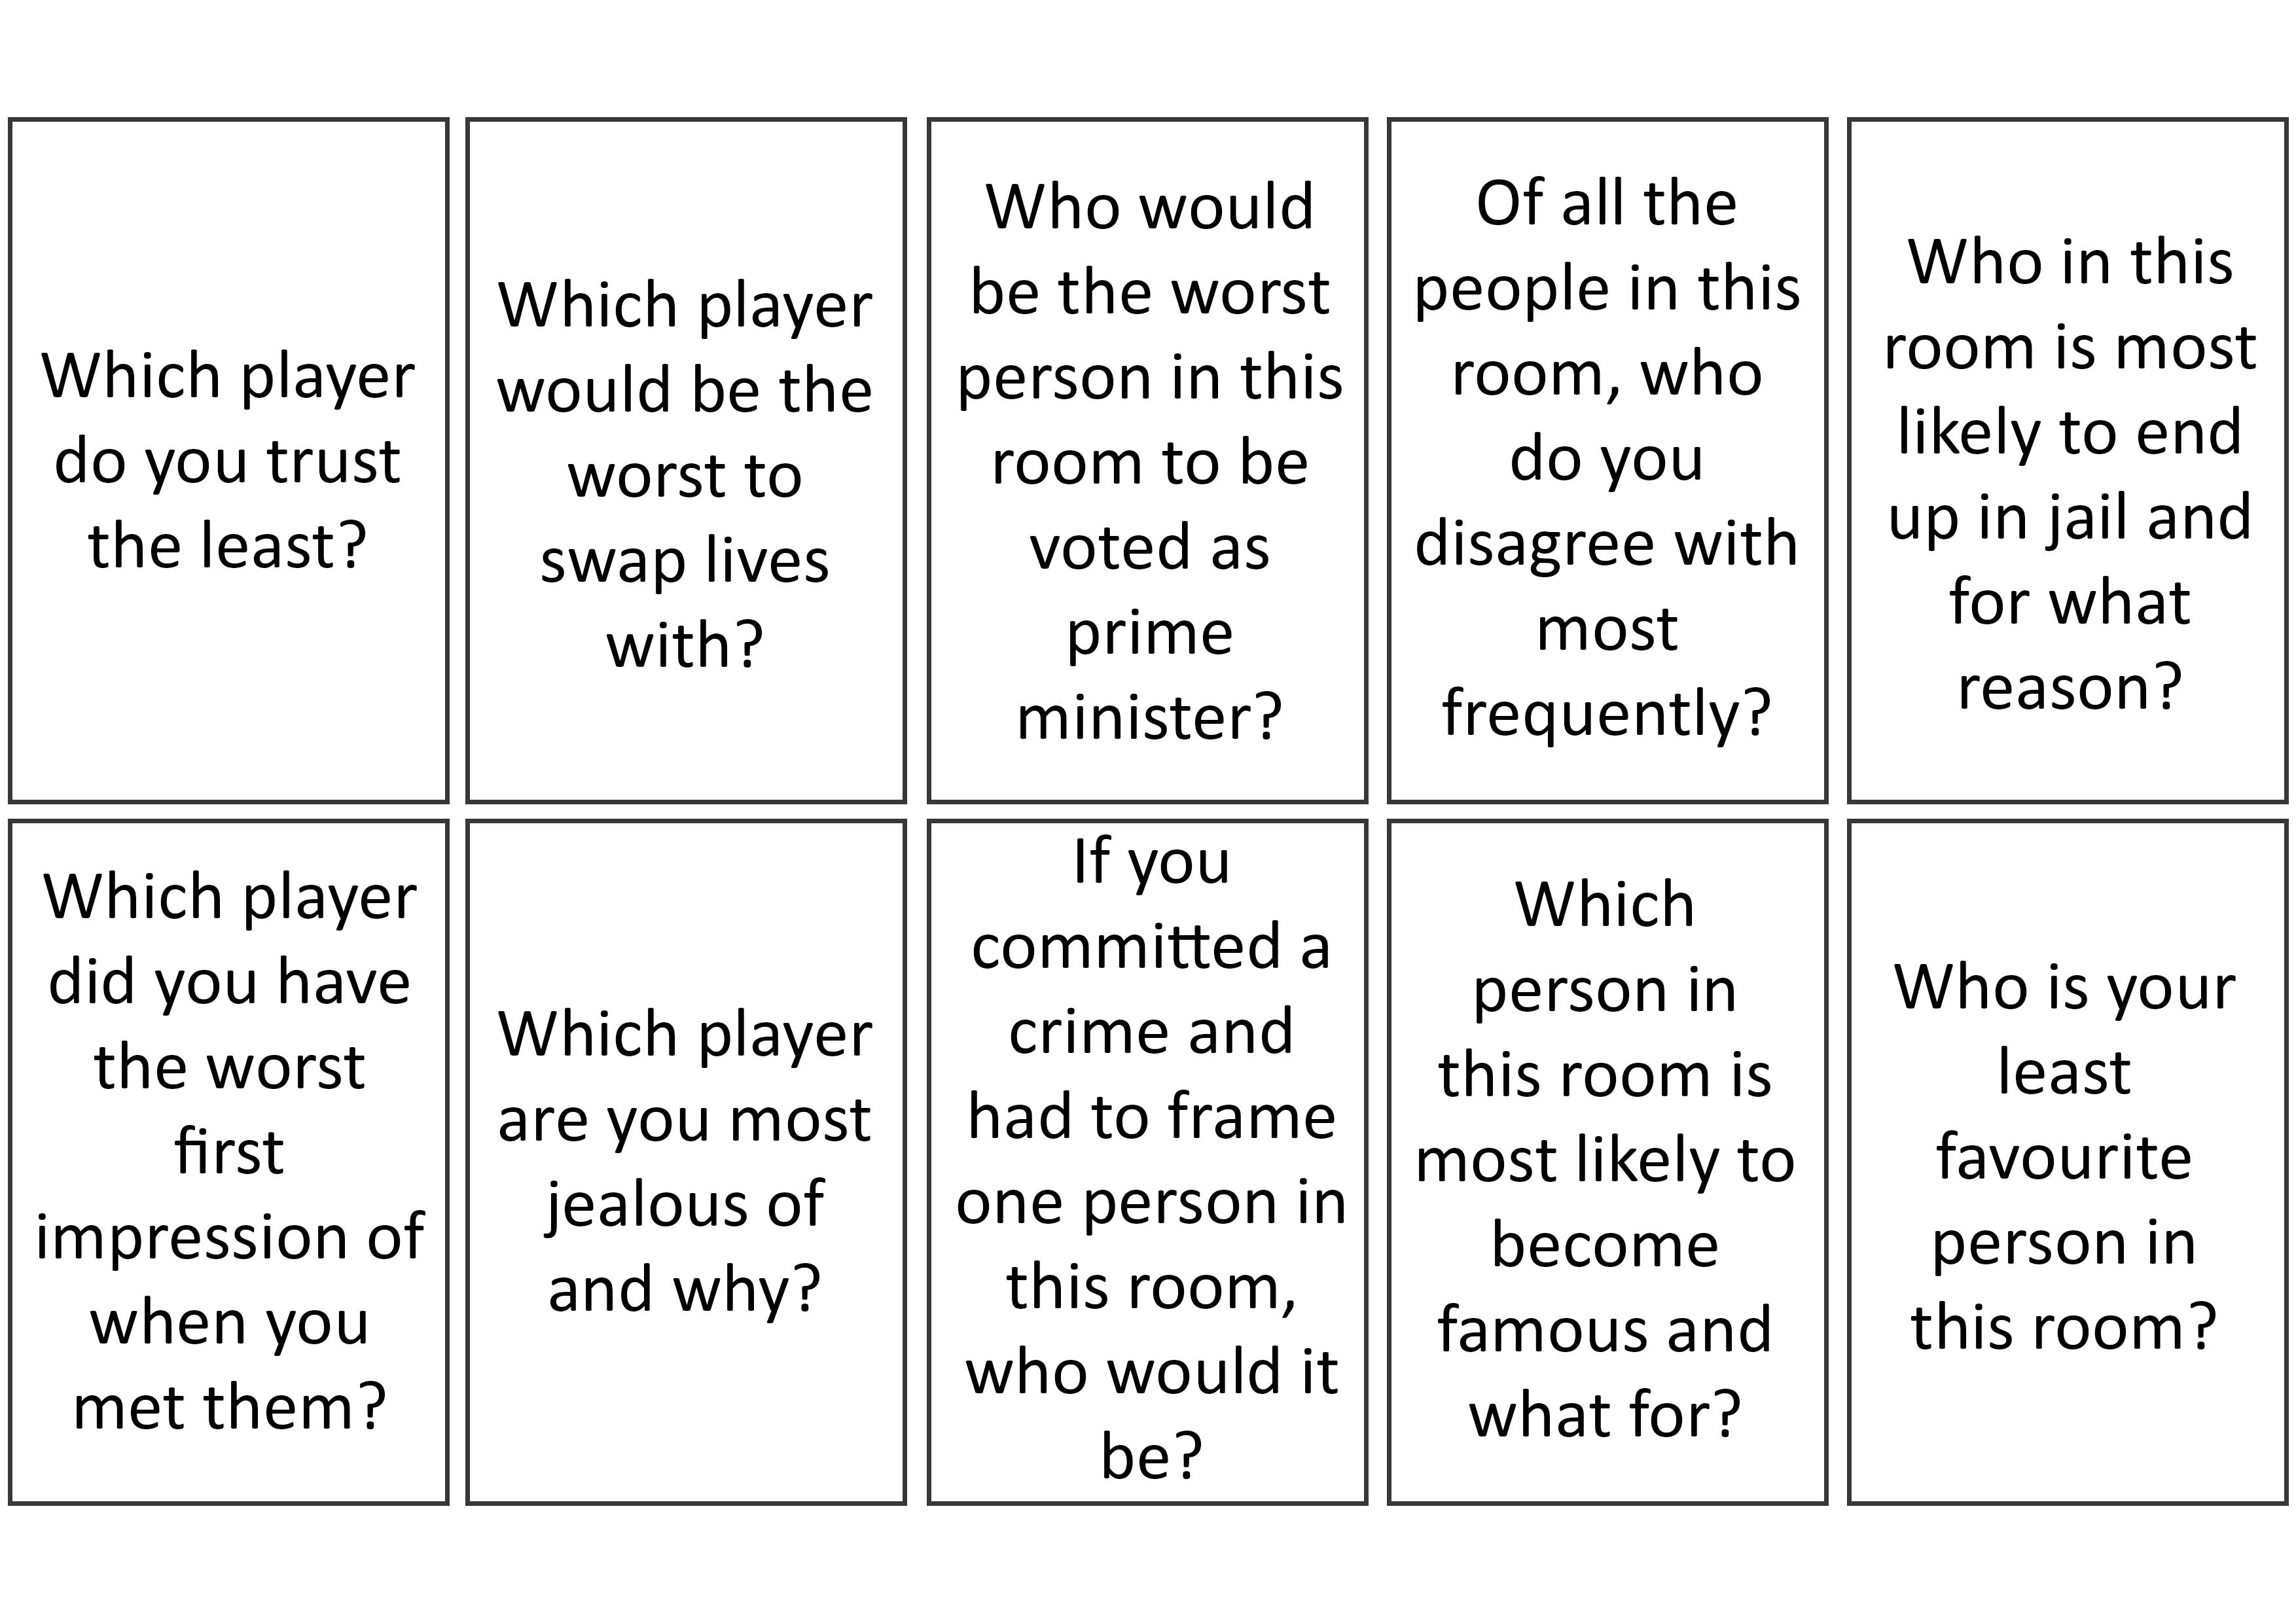 Which player
do you trust
the least?
Which player
would be the
worst to
swap lives
with?
Who would
be the worst
person in this
room to be
voted as
prime
minister?
Of all the
people in this
room, who
do you
disagree with
most
frequently?
Who in this
room is most
likely to end
up in jail and
for what
reason?
Which player
did you have
the worst
first
impression of
when you
met them?
Which player
are you most
jealous of
and why?
If you
committed a
crime and
had to frame
one person in
this room,
who would it
be?
Which
person in
this room is
most likely to
become
famous and
what for?
Who is your
least
favourite
person in
this room?